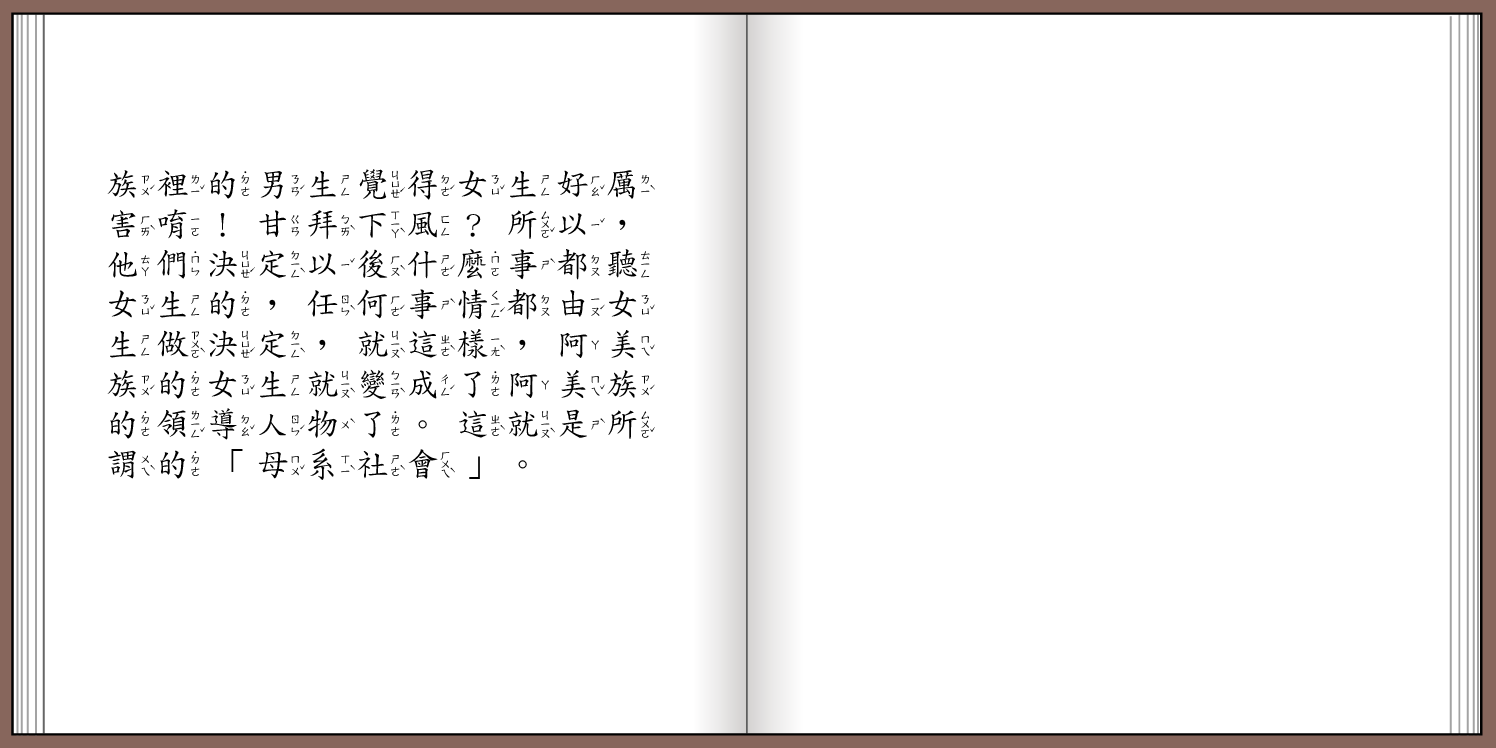 族裡的男生覺得女生好厲
害唷！甘拜下風？所以，
他們決定以後什麼事都聽
女生的，任何事情都由女
生做決定，就這樣，阿美
族的女生就變成了阿美族
的領導人物了。這就是所
謂的「母系社會」。